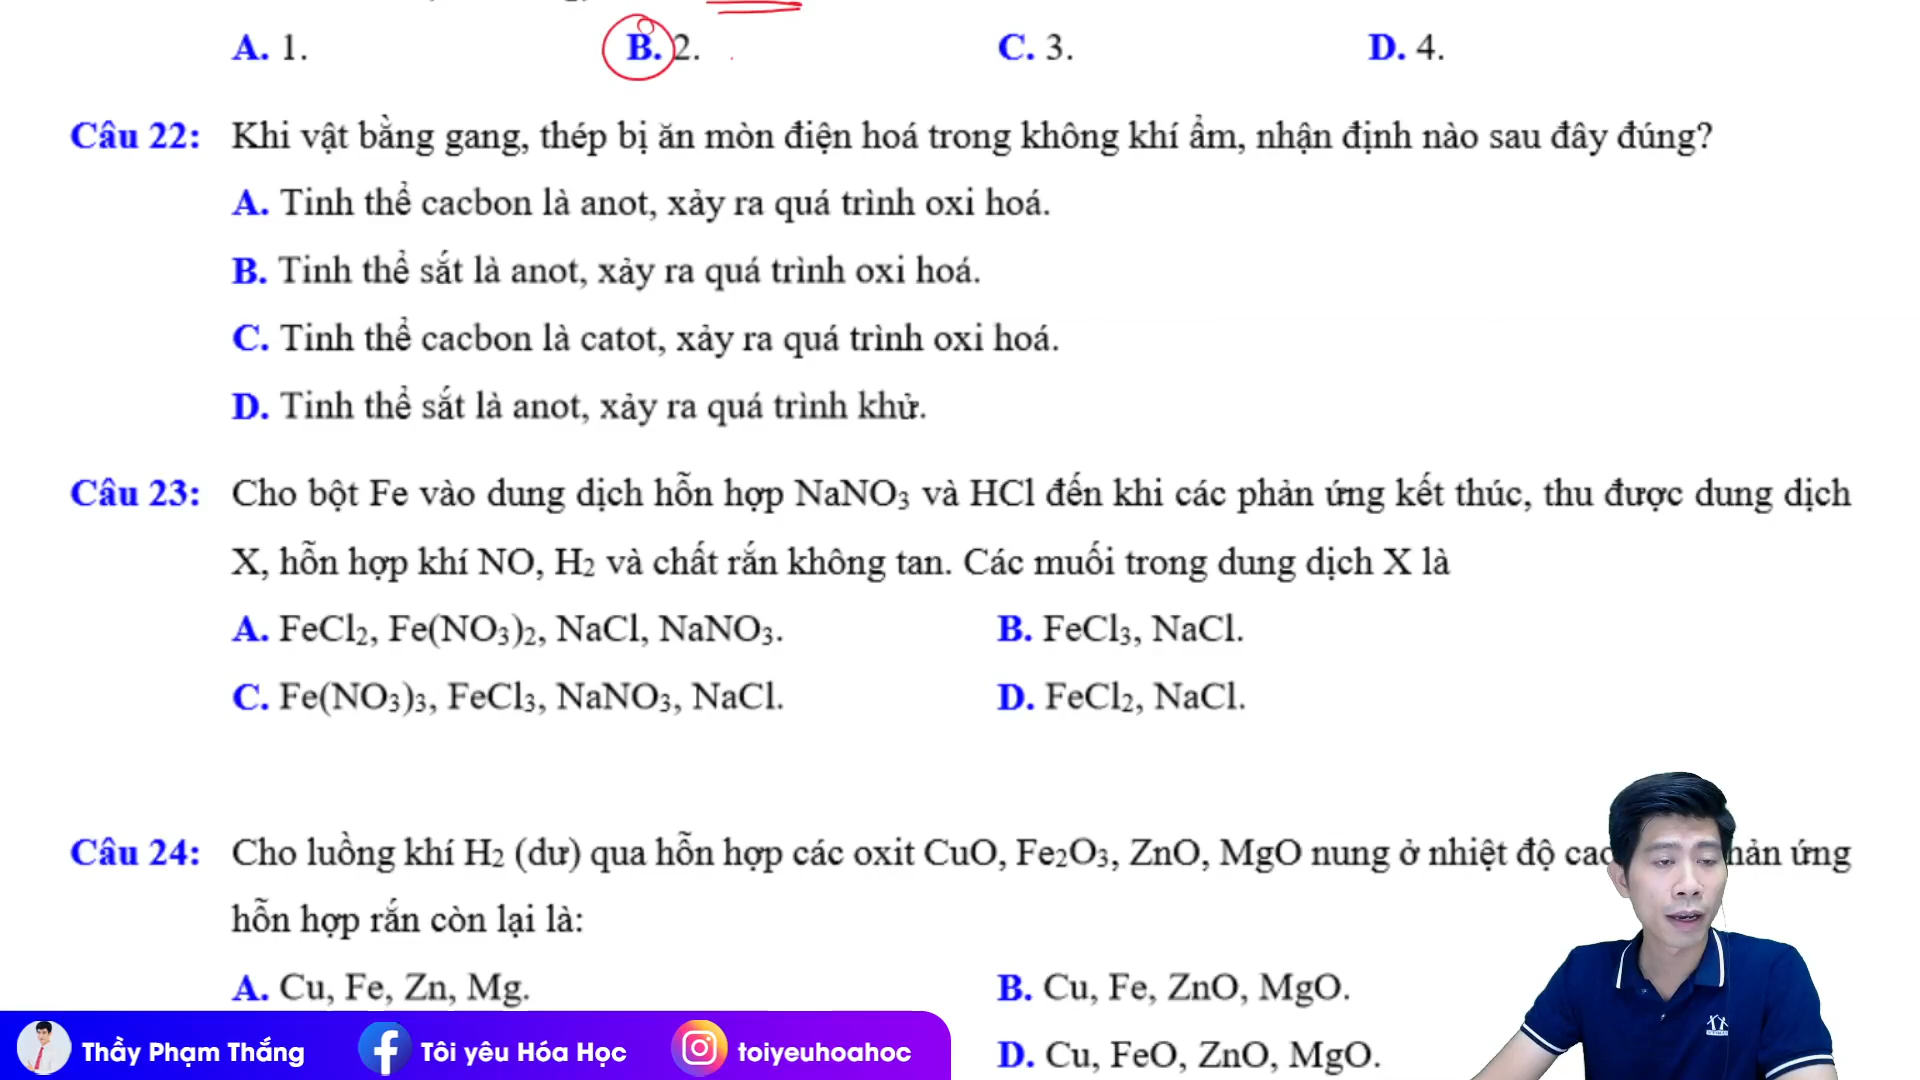 A. 1. B. 2. C. 3. D. 4.
Câu 22: Khi vật bằng gang, thép bị ăn mòn điện hoá trong không khí ẩm, nhận định nào sau đây đúng?
A. Tinh thể cacbon là anot, xảy ra quá trình oxi hoá.
B. Tinh thể sắt là anot, xảy ra quá trình oxi hoá.
C. Tinh thể cacbon là catot, xảy ra quá trình oxi hoá.
D. Tinh thể sắt là anot, xảy ra quá trình khử.
Câu 23: Cho bột Fe vào dung dịch hỗn hợp NaNO₃ và HCl đến khi các phản ứng kết thúc, thu được dung dịch
X, hỗn hợp khí NO, H₂ và chất rắn không tan. Các muối trong dung dịch X là
A. FeCl₂, Fe(NO₃)₂, NaCl, NaNO₃. B. FeCl₃, NaCl.
C. Fe(NO₃)₃, FeCl₃, NaNO₃, NaCl. D. FeCl₂, NaCl.
Câu 24: Cho luồng khí H₂ (dư) qua hỗn hợp các oxit CuO, Fe₂O₃, ZnO, MgO nung ở nhiệt độ ứng
hỗn hợp rắn còn lại là:
A. Cu, Fe, Zn, Mg. B. Cu, Fe, ZnO, MgO.
D. Cu, FeO, ZnO, MgO.
Thầy Phạm Thắng Tôi yêu Hóa Học toiyeuhoahoc